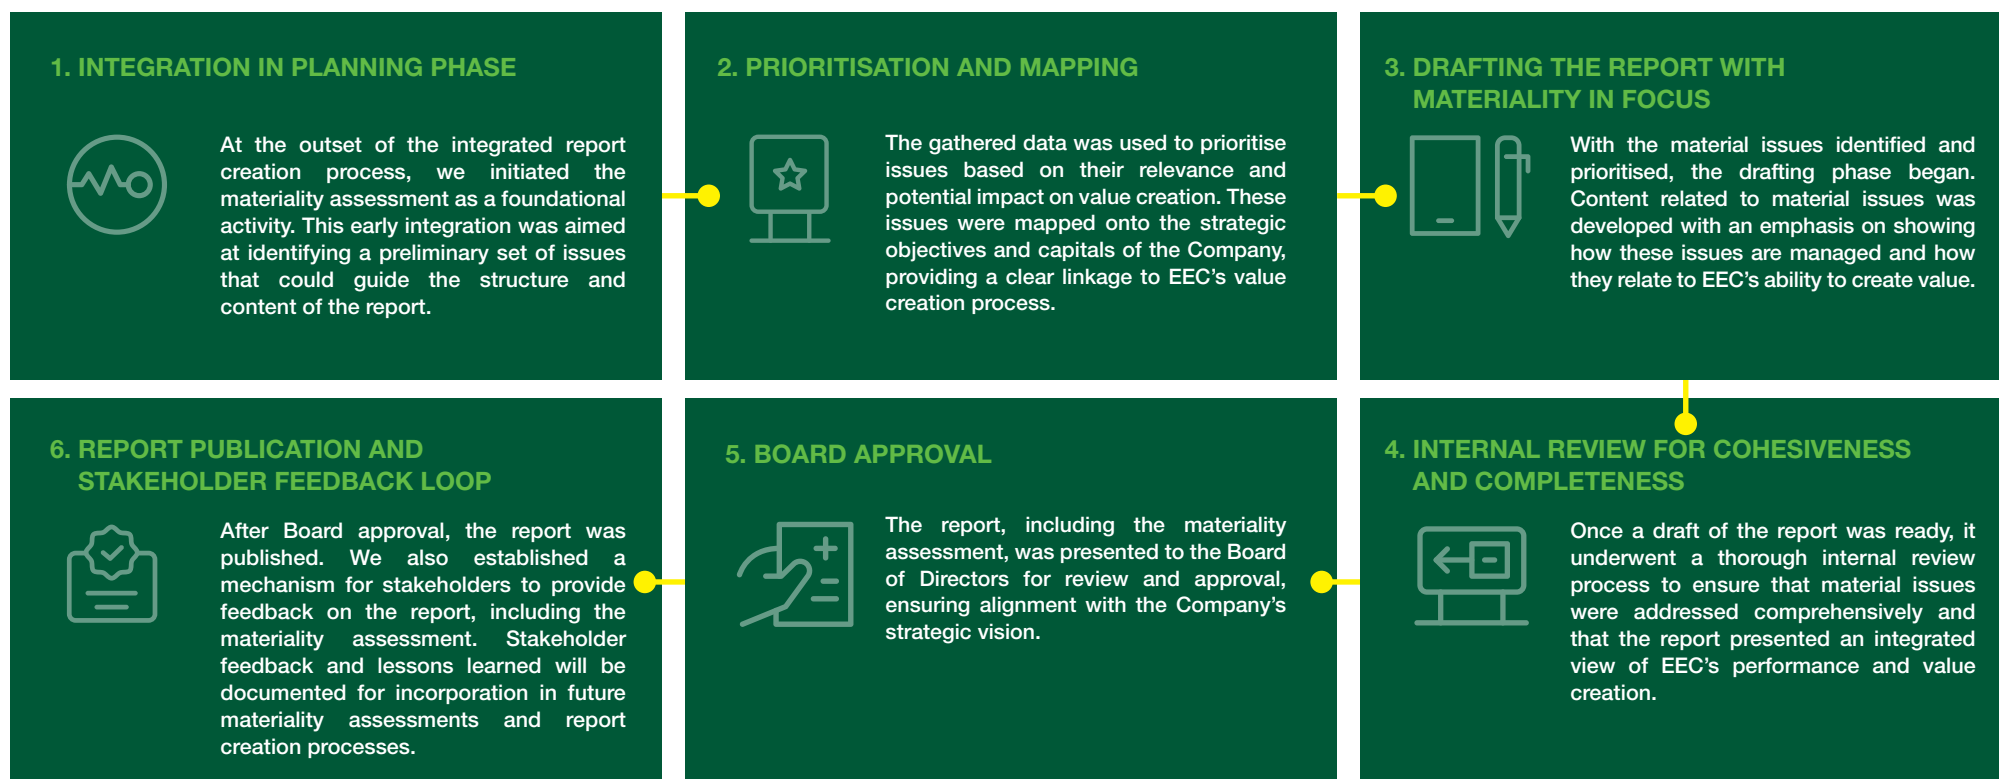 1. INTEGRATION IN PLANNING PHASE
At the outset of the integrated report
creation process, we initiated the
materiality assessment as a foundational
activity. This early integration was aimed
at identifying a preliminary set of issues
that could guide the structure and
content of the report.
2. PRIORITISATION AND MAPPING
The gathered data was used to prioritise
issues based on their relevance and
potential impact on value creation. These
issues were mapped onto the strategic
objectives and capitals of the Company,
providing a clear linkage to EEC’s value
creation process.
3. DRAFTING THE REPORT WITH
MATERIALITY IN FOCUS
With the material issues identified and
prioritised, the drafting phase began.
Content related to material issues was
developed with an emphasis on showing
how these issues are managed and how
they relate to EEC’s ability to create value.
4. INTERNAL REVIEW FOR COHESIVENESS
AND COMPLETENESS
Once a draft of the report was ready, it
underwent a thorough internal review
process to ensure that material issues
were addressed comprehensively and
that the report presented an integrated
view of EEC’s performance and value
creation.
5. BOARD APPROVAL
The report, including the materiality
assessment, was presented to the Board
of Directors for review and approval,
ensuring alignment with the Company’s
strategic vision.
6. REPORT PUBLICATION AND
STAKEHOLDER FEEDBACK LOOP
After Board approval, the report was
published. We also established a
mechanism for stakeholders to provide
feedback on the report, including the
materiality assessment. Stakeholder
feedback and lessons learned will be
documented for incorporation in future
materiality assessments and report
creation processes.